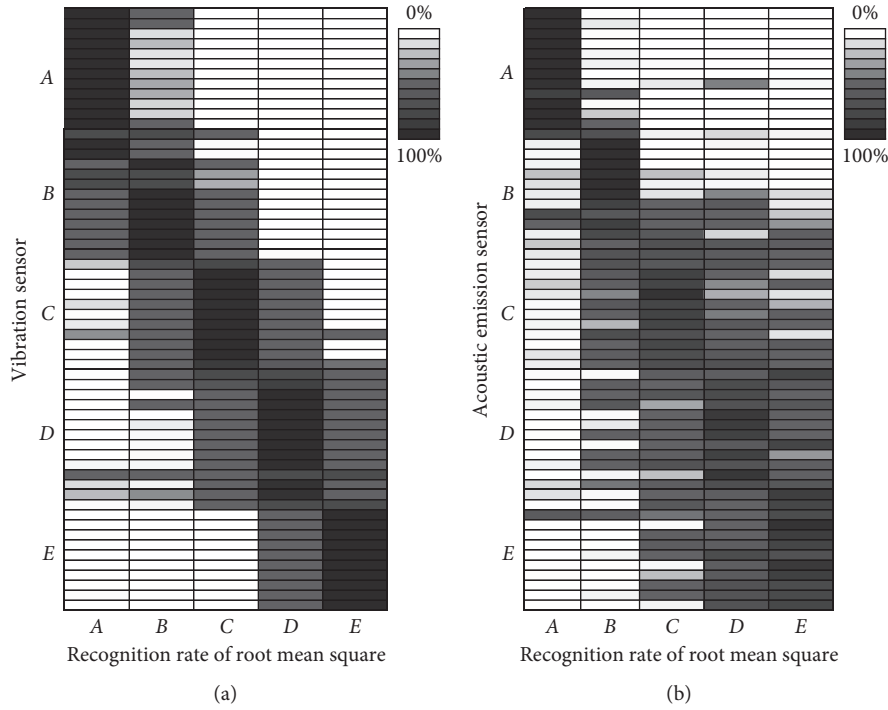 0%
100%
A
B
C
D
E
Vibration sensor
A B C D E
Recognition rate of root mean square
(a)
0%
100%
A
B
C
D
E
Acoustic emission sensor
A B C D E
Recognition rate of root mean square
(b)